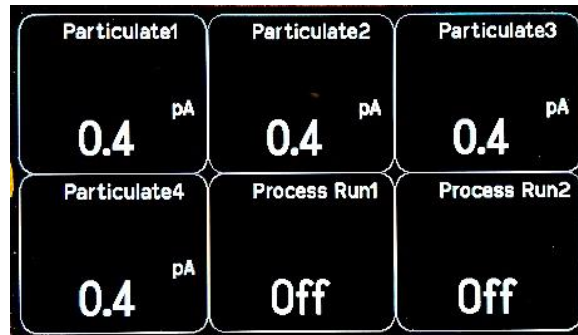 Particulate1 Particulate2 Particulate3
pA pA pA
0.4 0.4 0.4
Particulate4 Process Run1 Process Run2
pA
0.4 Off Off